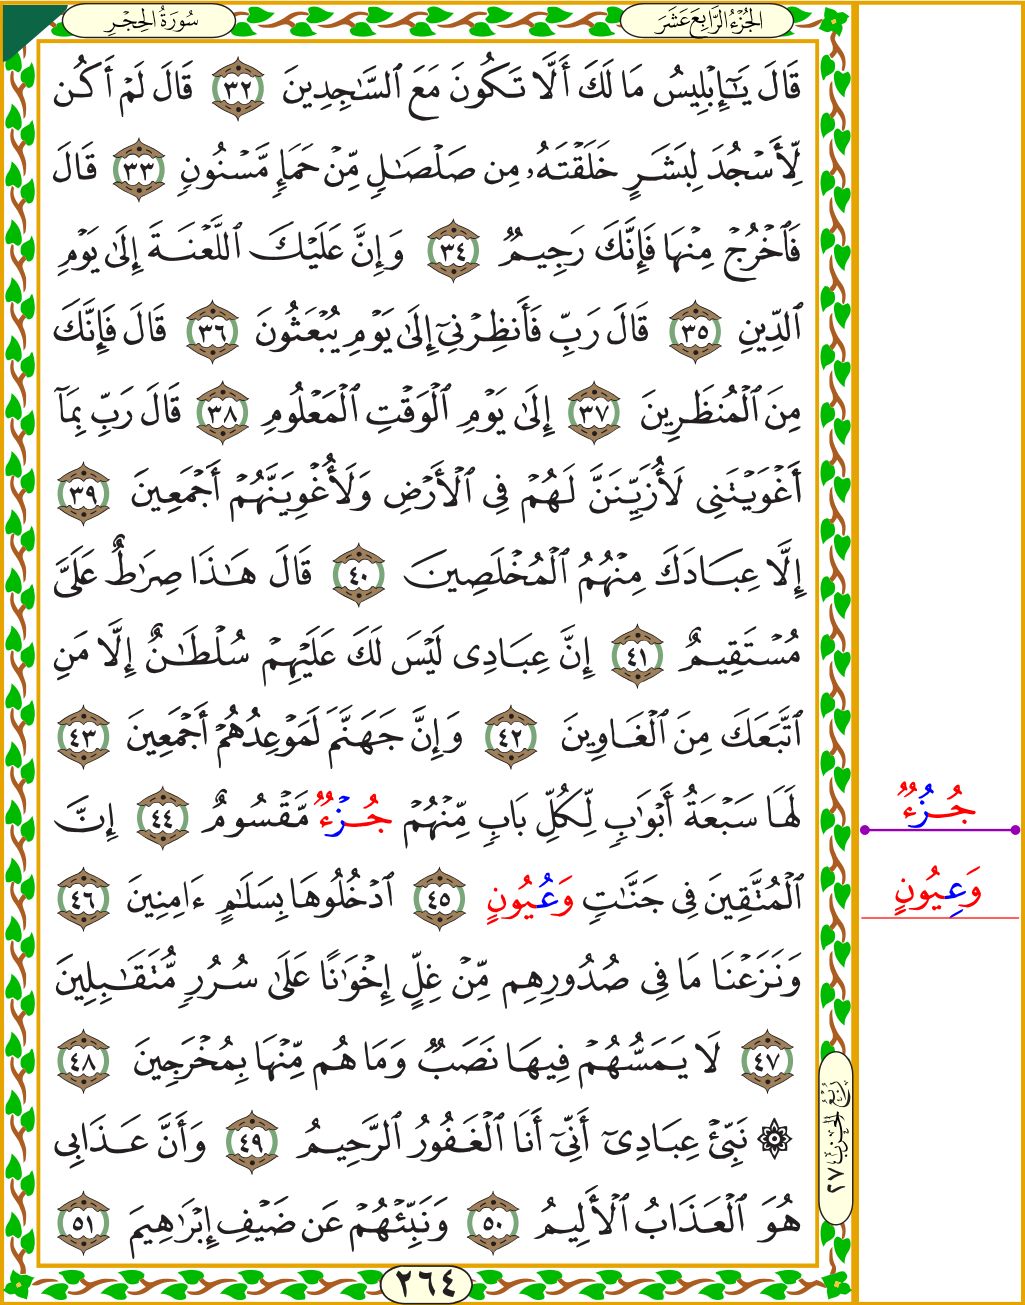 الجُزْءُ الرَّابِعَ عَشَرَ
سُورَةُ الحِجْرِ
قَالَ يَـٰٓإِبْلِيسُ مَا لَكَ أَلَّا تَكُونَ مَعَ ٱلسَّـٰجِدِينَ ٣٢ قَالَ لَمْ أَكُن
لِّأَسْجُدَ لِبَشَرٍ خَلَقْتَهُۥ مِن صَلْصَـٰلٍ مِّنْ حَمَإٍ مَّسْنُونٍ ٣٣ قَالَ
فَٱخْرُجْ مِنْهَا فَإِنَّكَ رَجِيمٌ ٣٤ وَإِنَّ عَلَيْكَ ٱللَّعْنَةَ إِلَىٰ يَوْمِ
ٱلدِّينِ ٣٥ قَالَ رَبِّ فَأَنظِرْنِىٓ إِلَىٰ يَوْمِ يُبْعَثُونَ ٣٦ قَالَ فَإِنَّكَ
مِنَ ٱلْمُنظَرِينَ ٣٧ إِلَىٰ يَوْمِ ٱلْوَقْتِ ٱلْمَعْلُومِ ٣٨ قَالَ رَبِّ بِمَآ
أَغْوَيْتَنِى لَأُزَيِّنَنَّ لَهُمْ فِى ٱلْأَرْضِ وَلَأُغْوِيَنَّهُمْ أَجْمَعِينَ ٣٩
إِلَّا عِبَادَكَ مِنْهُمُ ٱلْمُخْلَصِينَ ٤٠ قَالَ هَـٰذَا صِرَٰطٌ عَلَىَّ
مُسْتَقِيمٌ ٤١ إِنَّ عِبَادِى لَيْسَ لَكَ عَلَيْهِمْ سُلْطَـٰنٌ إِلَّا مَنِ
ٱتَّبَعَكَ مِنَ ٱلْغَاوِينَ ٤٢ وَإِنَّ جَهَنَّمَ لَمَوْعِدُهُمْ أَجْمَعِينَ ٤٣
لَهَا سَبْعَةُ أَبْوَٰبٍ لِّكُلِّ بَابٍ مِّنْهُمْ جُزْءٌ مَّقْسُومٌ ٤٤ إِنَّ
ٱلْمُتَّقِينَ فِى جَنَّـٰتٍ وَعُيُونٍ ٤٥ ٱدْخُلُوهَا بِسَلَـٰمٍ ءَامِنِينَ ٤٦
وَنَزَعْنَا مَا فِى صُدُورِهِم مِّنْ غِلٍّ إِخْوَٰنًا عَلَىٰ سُرُرٍ مُّتَقَـٰبِلِينَ
٤٧ لَا يَمَسُّهُمْ فِيهَا نَصَبٌ وَمَا هُم مِّنْهَا بِمُخْرَجِينَ ٤٨
۞ نَبِّئْ عِبَادِىٓ أَنِّىٓ أَنَا ٱلْغَفُورُ ٱلرَّحِيمُ ٤٩ وَأَنَّ عَذَابِى
هُوَ ٱلْعَذَابُ ٱلْأَلِيمُ ٥٠ وَنَبِّئْهُمْ عَن ضَيْفِ إِبْرَٰهِيمَ ٥١
جُزُءٌ
وَعِيُونٍ
رُبْعُ الحِزْبِ ٢٧
٢٦٤